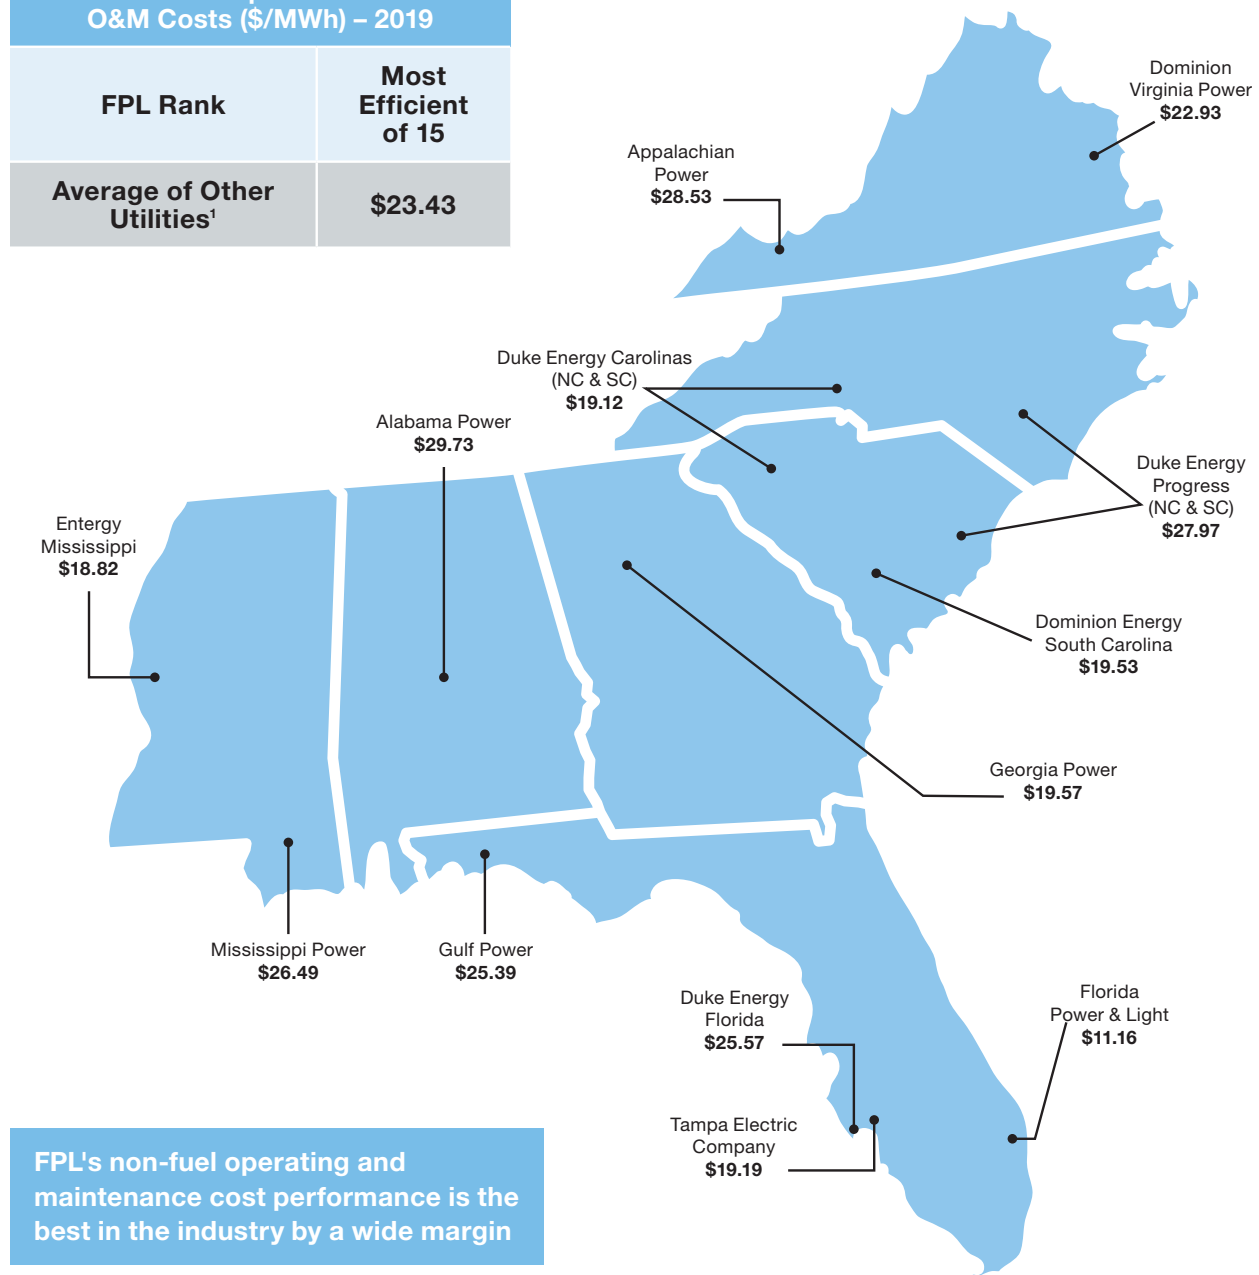 O&M Costs ($/MWh) – 2019
FPL Rank
Most
Efficient
of 15
Average of Other
Utilities¹
$23.43
Dominion
Virginia Power
$22.93
Appalachian
Power
$28.53
Duke Energy Carolinas
(NC & SC)
$19.12
Alabama Power
$29.73
Duke Energy
Progress
(NC & SC)
$27.97
Entergy
Mississippi
$18.82
Dominion Energy
South Carolina
$19.53
Georgia Power
$19.57
Mississippi Power
$26.49
Gulf Power
$25.39
Duke Energy
Florida
$25.57
Florida
Power & Light
$11.16
Tampa Electric
Company
$19.19
FPL's non-fuel operating and
maintenance cost performance is the
best in the industry by a wide margin